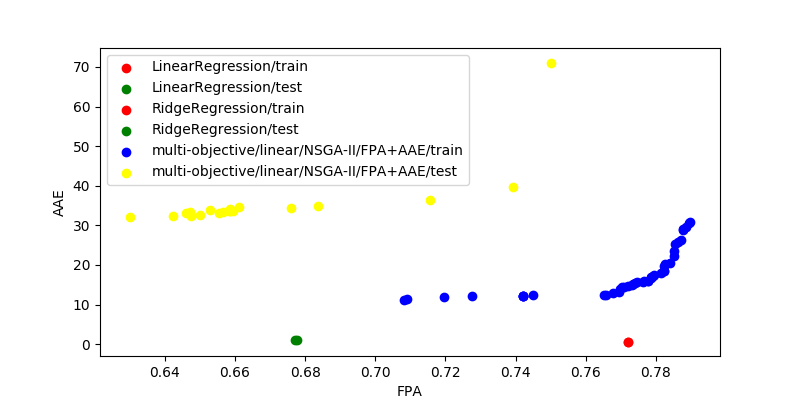 LinearRegression/train
LinearRegression/test
RidgeRegression/train
RidgeRegression/test
multi-objective/linear/NSGA-II/FPA+AAE/train
multi-objective/linear/NSGA-II/FPA+AAE/test
70
60
50
40
30
20
10
0
AAE
0.64 0.66 0.68 0.70 0.72 0.74 0.76 0.78
FPA